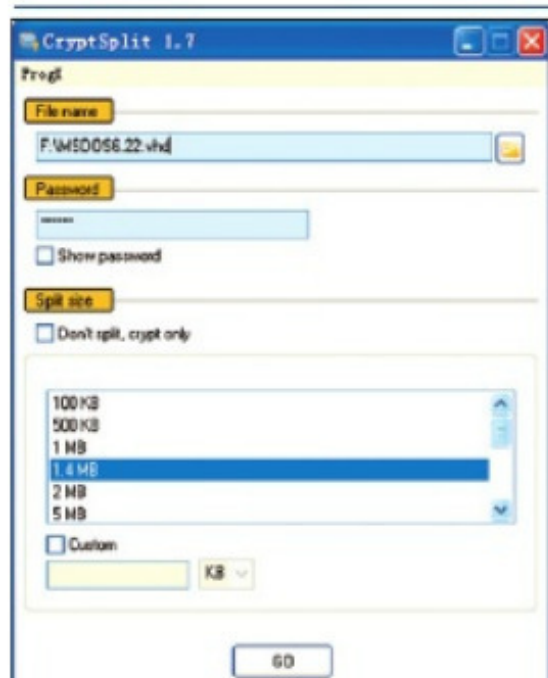 CryptSplit 1.7
File name
F:\MSDOS6.22.vhd
Password
Show password
Split size
Don't split, crypt only
100 KB
500 KB
1 MB
1.4 MB
2 MB
5 MB
Custom
KB
GO